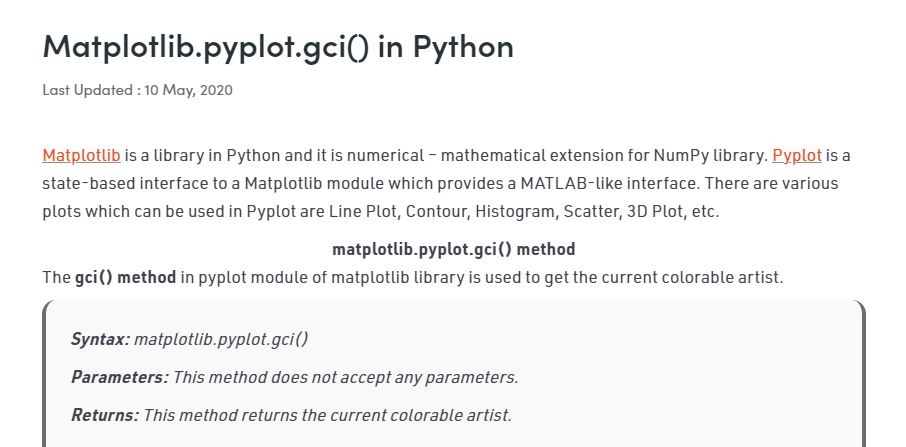 Matplotlib.pyplot.gci() in Python
Last Updated : 10 May, 2020
Matplotlib is a library in Python and it is numerical – mathematical extension for NumPy library. Pyplot is a
state-based interface to a Matplotlib module which provides a MATLAB-like interface. There are various
plots which can be used in Pyplot are Line Plot, Contour, Histogram, Scatter, 3D Plot, etc.
matplotlib.pyplot.gci() method
The gci() method in pyplot module of matplotlib library is used to get the current colorable artist.
Syntax: matplotlib.pyplot.gci()
Parameters: This method does not accept any parameters.
Returns: This method returns the current colorable artist.